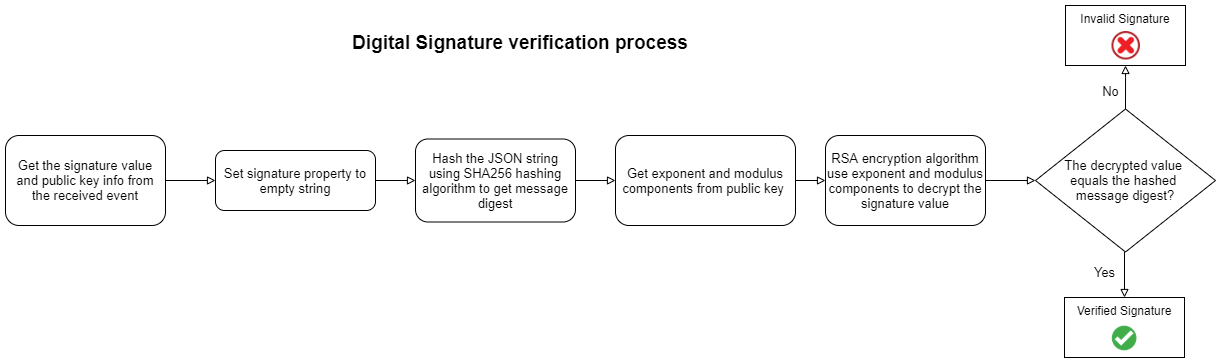 Digital Signature verification process
Get the signature value
and public key info from
the received event
Set signature property to
empty string
Hash the JSON string
using SHA256 hashing
algorithm to get message
digest
Get exponent and modulus
components from public key
RSA encryption algorithm
use exponent and modulus
components to decrypt the
signature value
The decrypted value
equals the hashed
message digest?
No
Invalid Signature
Yes
Verified Signature